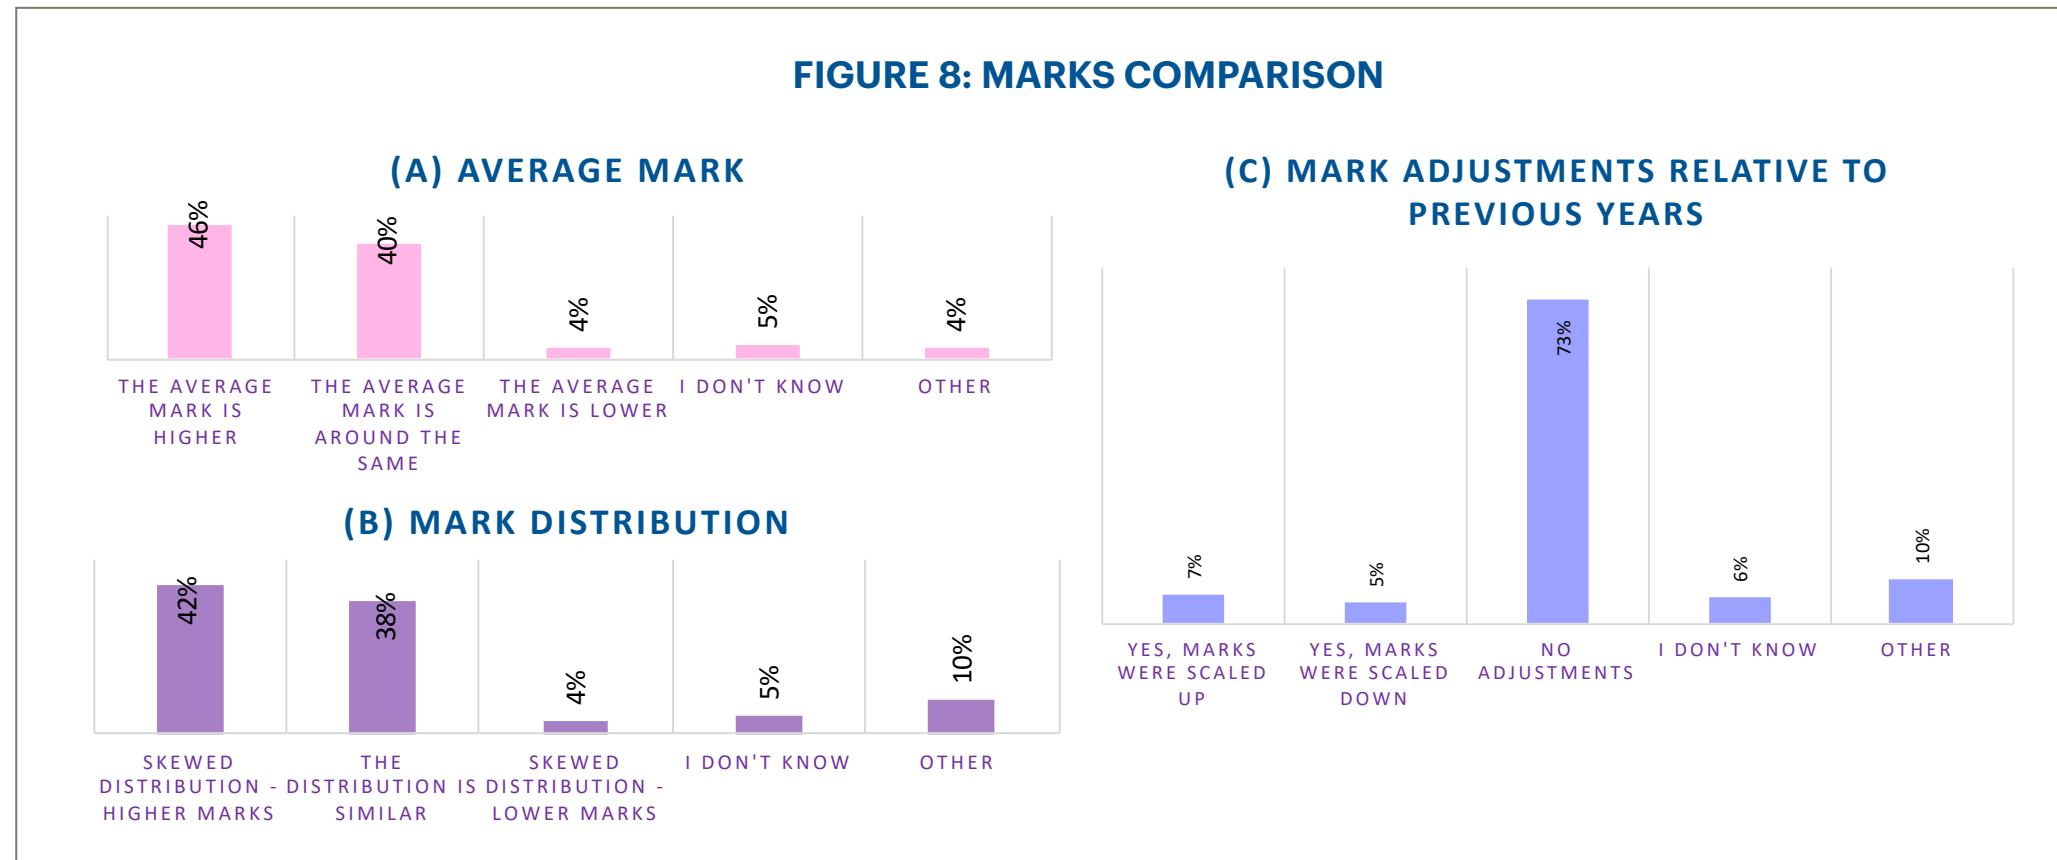 FIGURE 8: MARKS COMPARISON
(A) AVERAGE MARK
46%
40%
4%
5%
4%
THE AVERAGE
MARK IS
HIGHER
THE AVERAGE
MARK IS
AROUND THE
SAME
THE AVERAGE
MARK IS LOWER
I DON'T KNOW
OTHER
(B) MARK DISTRIBUTION
42%
38%
4%
5%
10%
SKEWED
DISTRIBUTION -
HIGHER MARKS
THE
DISTRIBUTION IS
SIMILAR
SKEWED
DISTRIBUTION -
LOWER MARKS
I DON'T KNOW
OTHER
(C) MARK ADJUSTMENTS RELATIVE TO
PREVIOUS YEARS
7%
5%
73%
6%
10%
YES, MARKS
WERE SCALED
UP
YES, MARKS
WERE SCALED
DOWN
NO
ADJUSTMENTS
I DON'T KNOW
OTHER